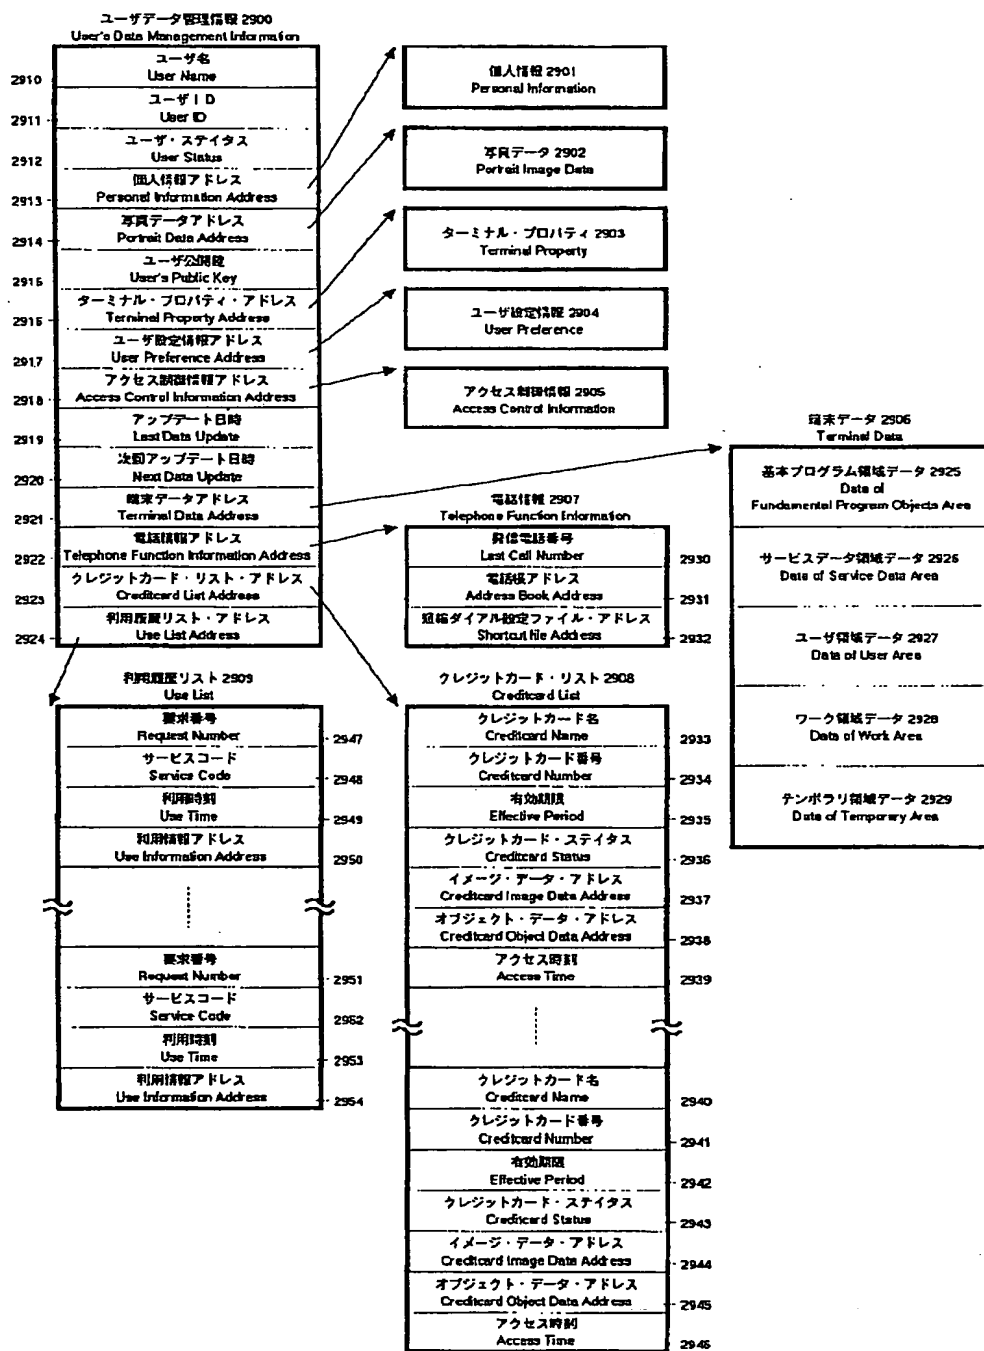 ユーザデータ管理情報 2900
User's Data Management Information
ユーザ名
User Name
2910
ユーザID
User ID
2911
ユーザ・ステイタス
User Status
2912
個人情報アドレス
Personal Information Address
2913
写真データアドレス
Portrait Data Address
2914
ユーザ公開鍵
User's Public Key
2915
ターミナル・プロパティ・アドレス
Terminal Property Address
2916
ユーザ設定情報アドレス
User Preference Address
2917
アクセス制御情報アドレス
Access Control Information Address
2918
アップデート日時
Last Data Update
2919
次回アップデート日時
Next Data Update
2920
端末データアドレス
Terminal Data Address
2921
電話情報アドレス
Telephone Function Information Address
2922
クレジットカード・リスト・アドレス
Creditcard List Address
2923
利用履歴リスト・アドレス
Use List Address
2924
個人情報 2901
Personal Information
写真データ 2902
Portrait Image Data
ターミナル・プロパティ 2903
Terminal Property
ユーザ設定情報 2904
User Preference
アクセス制御情報 2905
Access Control Information
端末データ 2906
Terminal Data
基本プログラム領域データ 2925
Data of
Fundamental Program Objects Area
サービスデータ領域データ 2926
Data of Service Data Area
ユーザ領域データ 2927
Data of User Area
ワーク領域データ 2928
Data of Work Area
テンポラリ領域データ 2929
Data of Temporary Area
電話情報 2907
Telephone Function Information
発信電話番号
Last Call Number
2930
電話帳アドレス
Address Book Address
2931
短縮ダイアル設定ファイル・アドレス
Shortcut file Address
2932
利用履歴リスト 2909
Use List
要求番号
Request Number
2947
サービスコード
Service Code
2948
利用時刻
Use Time
2949
利用情報アドレス
Use Information Address
2950
要求番号
Request Number
2951
サービスコード
Service Code
2952
利用時刻
Use Time
2953
利用情報アドレス
Use Information Address
2954
クレジットカード・リスト 2908
Creditcard List
クレジットカード名
Creditcard Name
2933
クレジットカード番号
Creditcard Number
2934
有効期限
Effective Period
2935
クレジットカード・ステイタス
Creditcard Status
2936
イメージ・データ・アドレス
Creditcard Image Data Address
2937
オブジェクト・データ・アドレス
Creditcard Object Data Address
2938
アクセス時刻
Access Time
2939
クレジットカード名
Creditcard Name
2940
クレジットカード番号
Creditcard Number
2941
有効期限
Effective Period
2942
クレジットカード・ステイタス
Creditcard Status
2943
イメージ・データ・アドレス
Creditcard Image Data Address
2944
オブジェクト・データ・アドレス
Creditcard Object Data Address
2945
アクセス時刻
Access Time
2946